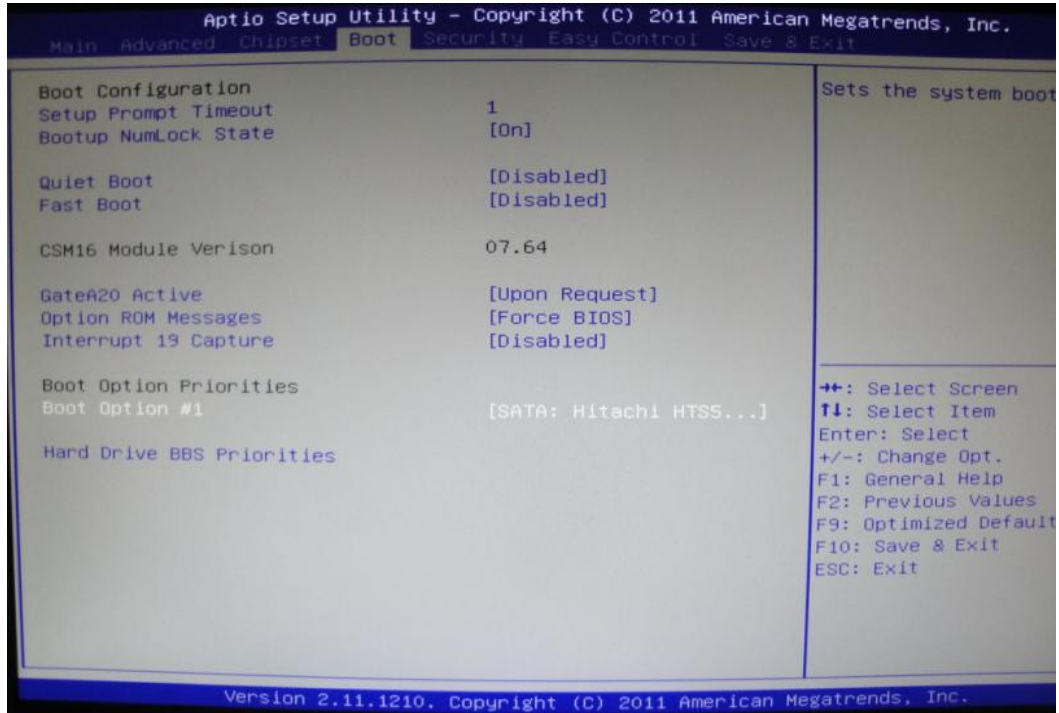 Aptio Setup Utility – Copyright (C) 2011 American Megatrends, Inc.
Main Advanced Chipset Boot Security Easy Control Save & Exit
Boot Configuration
Setup Prompt Timeout 1
Bootup NumLock State [On]
Quiet Boot [Disabled]
Fast Boot [Disabled]
CSM16 Module Verison 07.64
GateA20 Active [Upon Request]
Option ROM Messages [Force BIOS]
Interrupt 19 Capture [Disabled]
Boot Option Priorities
Boot Option #1 [SATA: Hitachi HTS5...]
Hard Drive BBS Priorities
Sets the system boot
→←: Select Screen
↑↓: Select Item
Enter: Select
+/-: Change Opt.
F1: General Help
F2: Previous Values
F9: Optimized Default
F10: Save & Exit
ESC: Exit
Version 2.11.1210. Copyright (C) 2011 American Megatrends, Inc.